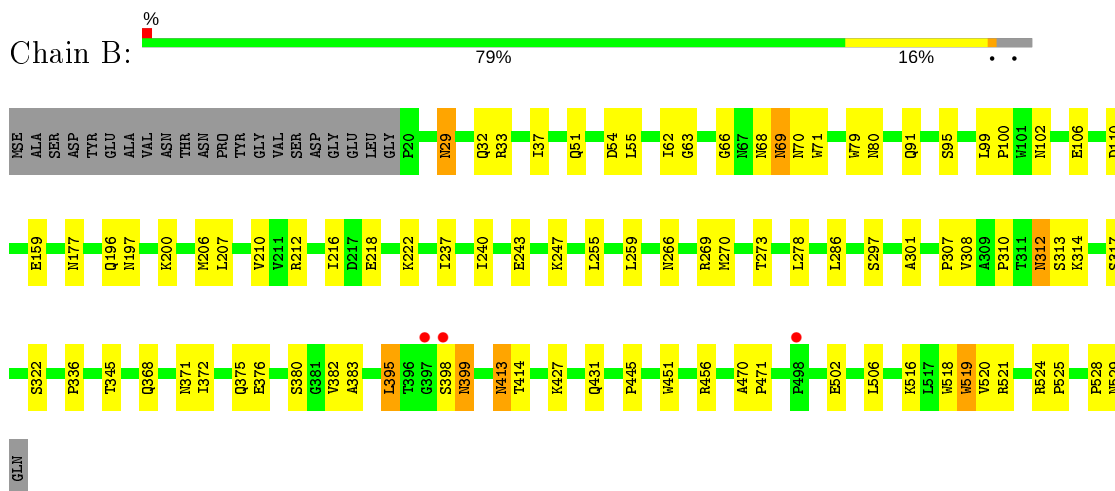 %
Chain B:
79% 16% • •
MSE ALA SER ASP TYR GLU ALA VAL ASN THR ASN PRO TYR GLY VAL SER ASP GLY GLU LEU GLY P20 N29 Q32 R33 I37 Q51 D54 L55 I62 G63 G66 N67 N68 N69 N70 W71 W79 N80 Q91 S95 L99 P100 W101 N102 E106 D110
E159 N177 Q196 N197 K200 M206 L207 V210 V211 R212 I216 D217 E218 K222 I237 I240 E243 K247 L255 L259 N266 R269 M270 T273 L278 L286 S297 A301 P307 V308 A309 P310 T311 N312 S313 K314 S317
S322 P336 T345 Q368 N371 I372 Q375 E376 S380 G381 V382 A383 L395 T396 G397 S398 N399 N413 T414 K427 Q431 P445 W451 R456 A470 P471 P498 E502 L506 K516 L517 W518 W519 V520 R521 R524 P525 P528 N529
GLN